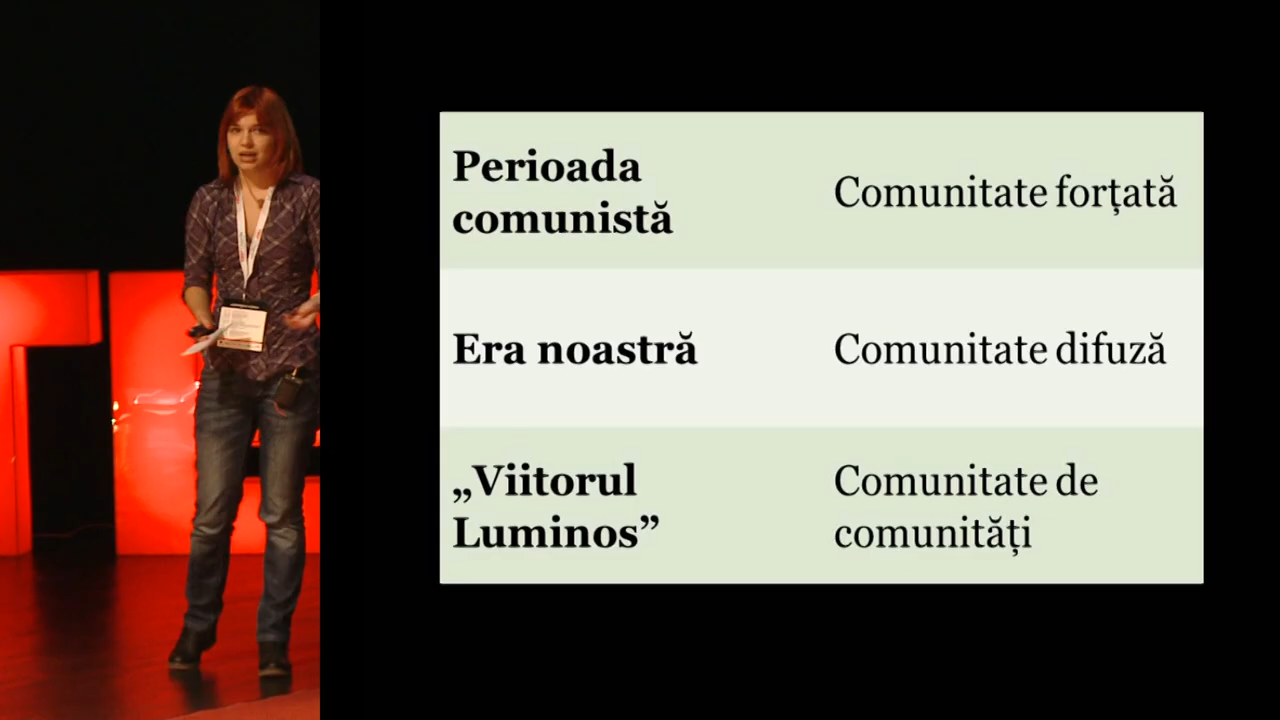 Perioada
comunistă
Comunitate forțată
Era noastră
Comunitate difuză
„Viitorul
Luminos”
Comunitate de
comunități